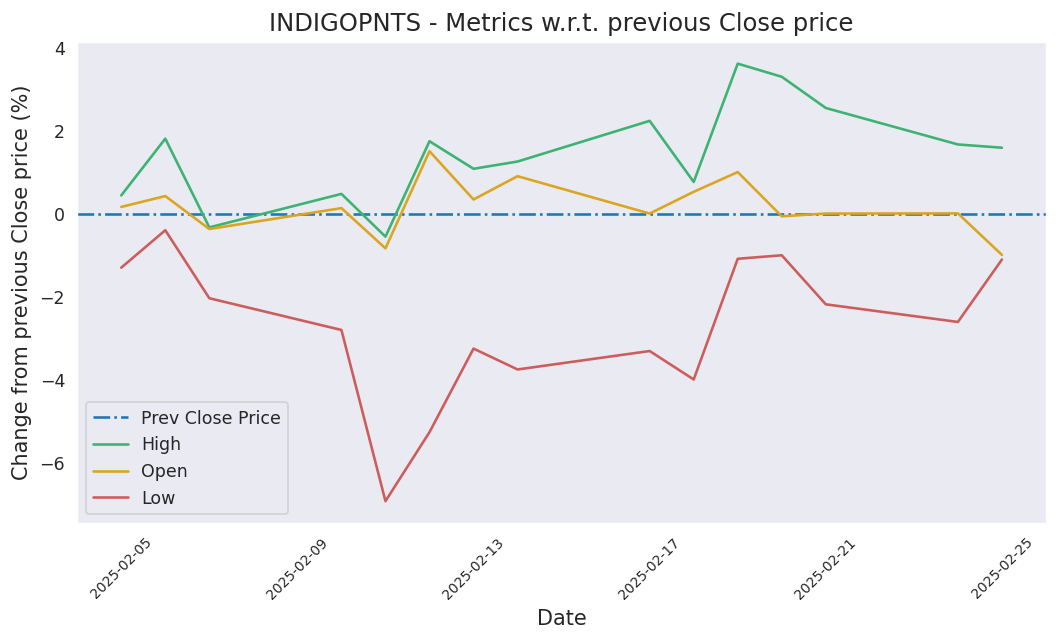 INDIGOPNTS - Metrics w.r.t. previous Close price
Change from previous Close price (%)
4
2
0
−2
−4
−6
Prev Close Price
High
Open
Low
2025-02-05
2025-02-09
2025-02-13
2025-02-17
2025-02-21
2025-02-25
Date